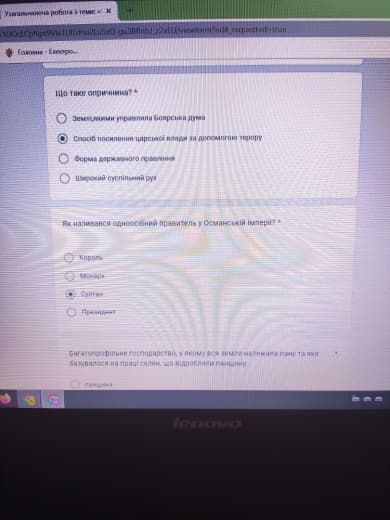 Узагальнююча робота з теми: «
Головне - Електро...
Що таке опричнина? *
Землі,якими управляла Боярська дума
Спосіб посилення царської влади за допомогою терору
Форма державного правління
Широкий суспільний рух
Як називався одноосібний правитель у Османській імперії? *
Король
Монарх
Султан
Президент
Багатопрофільне господарство, у якому вся земля належала пану та яке *
базувалося на праці селян, що відробляли панщину.
панщина
lenovo